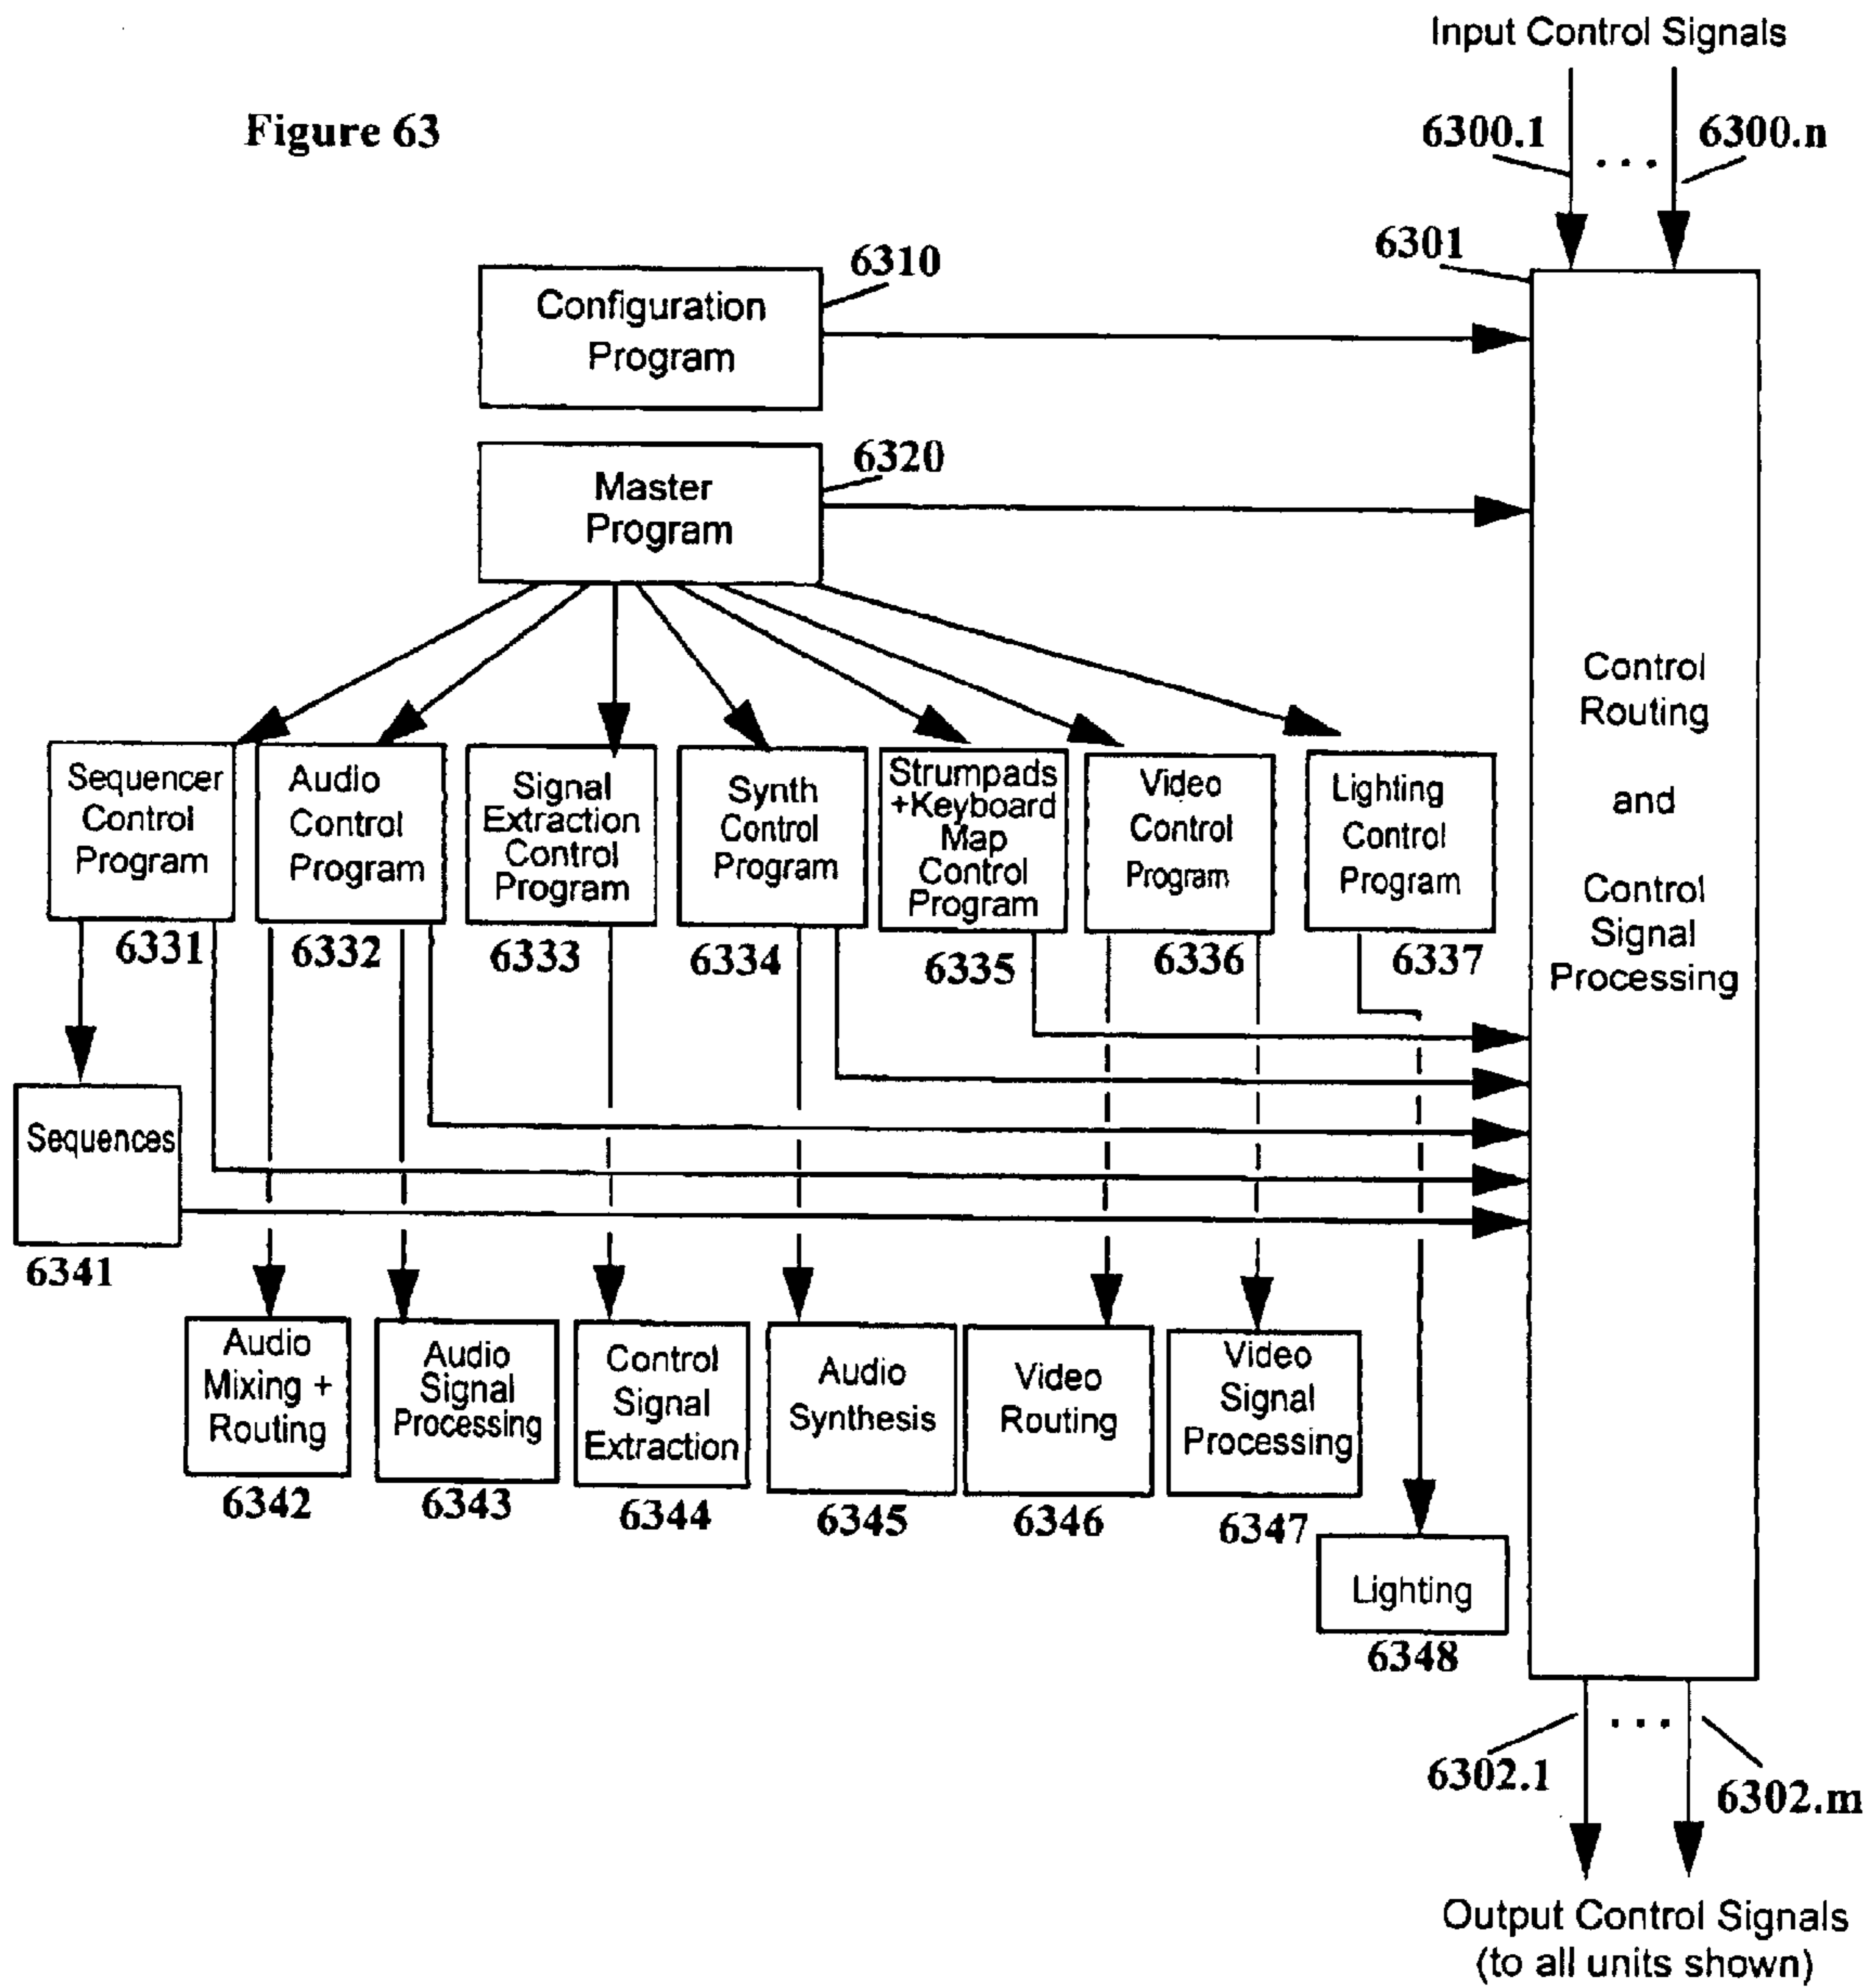 Input Control Signals
Figure 63
6300.1
...
6300.n
6301
6310
Configuration
Program
6320
Master
Program
Control
Routing
and
Control
Signal
Processing
Sequencer
Control
Program
6331
Audio
Control
Program
6332
Signal
Extraction
Control
Program
6333
Synth
Control
Program
6334
Strumpads
+Keyboard
Map
Control
Program
6335
Video
Control
Program
6336
Lighting
Control
Program
6337
Sequences
6341
Audio
Mixing +
Routing
6342
Audio
Signal
Processing
6343
Control
Signal
Extraction
6344
Audio
Synthesis
6345
Video
Routing
6346
Video
Signal
Processing
6347
Lighting
6348
6302.1
...
6302.m
Output Control Signals
(to all units shown)